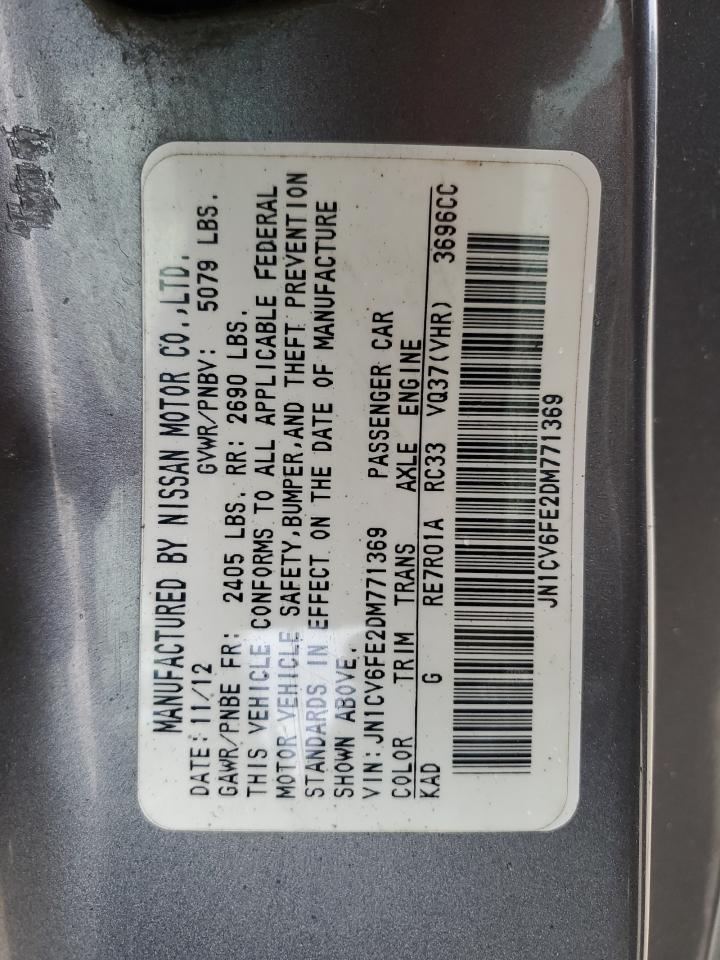 MANUFACTURED BY NISSAN MOTOR CO.,LTD.
DATE: 11/12 GVWR/PNBV: 5079 LBS.
GAWR/PNBE FR: 2405 LBS. RR: 2690 LBS.
THIS VEHICLE CONFORMS TO ALL APPLICABLE FEDERAL
MOTOR VEHICLE SAFETY,BUMPER,AND THEFT PREVENTION
STANDARDS IN EFFECT ON THE DATE OF MANUFACTURE
SHOWN ABOVE.
VIN: JN1CV6FE2DM771369 PASSENGER CAR
COLOR TRIM TRANS AXLE ENGINE
KAD G RE7R01A RC33 VQ37(VHR) 3696CC
JN1CV6FE2DM771369